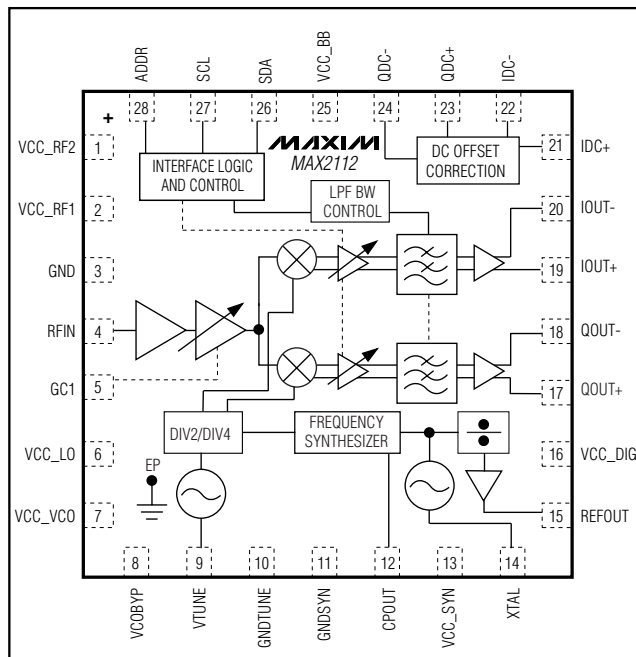 ADDR
SCL
SDA
VCC_BB
QDC-
QDC+
IDC-
+
28
27
26
25
24
23
22
VCC_RF2
1
INTERFACE LOGIC
AND CONTROL
MAXIM
MAX2112
DC OFFSET
CORRECTION
21
IDC+
VCC_RF1
2
LPF BW
CONTROL
20
IOUT-
GND
3
19
IOUT+
RFIN
4
18
QOUT-
GC1
5
17
QOUT+
VCC_LO
6
DIV2/DIV4
FREQUENCY
SYNTHESIZER
16
VCC_DIG
EP
VCC_VCO
7
15
REFOUT
8
9
10
11
12
13
14
VCOBYP
VTUNE
GNDTUNE
GNDSYN
CPOUT
VCC_SYN
XTAL